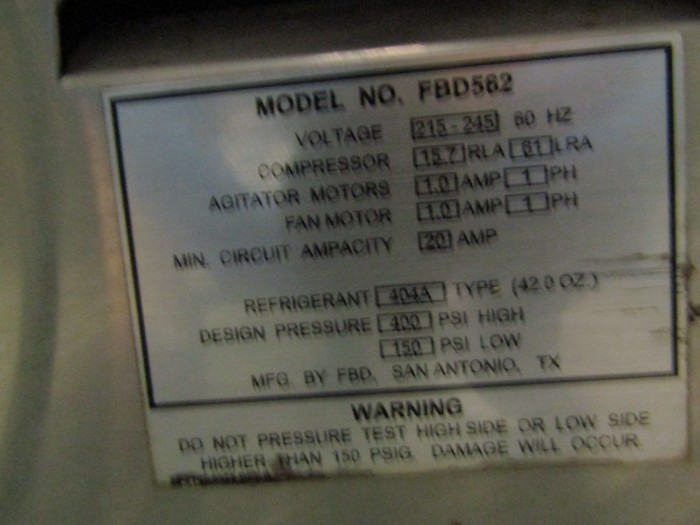 MODEL NO. FBD562
VOLTAGE 215-245 60 HZ
COMPRESSOR 15.7 RLA 61 LRA
AGITATOR MOTORS 1.0 AMP 1 PH
FAN MOTOR 1.0 AMP 1 PH
MIN. CIRCUIT AMPACITY 20 AMP
REFRIGERANT 404A TYPE (42.0 OZ.)
DESIGN PRESSURE 400 PSI HIGH
150 PSI LOW
MFG. BY FBD, SAN ANTONIO, TX
WARNING
DO NOT PRESSURE TEST HIGH SIDE OR LOW SIDE
HIGHER THAN 150 PSIG. DAMAGE WILL OCCUR.